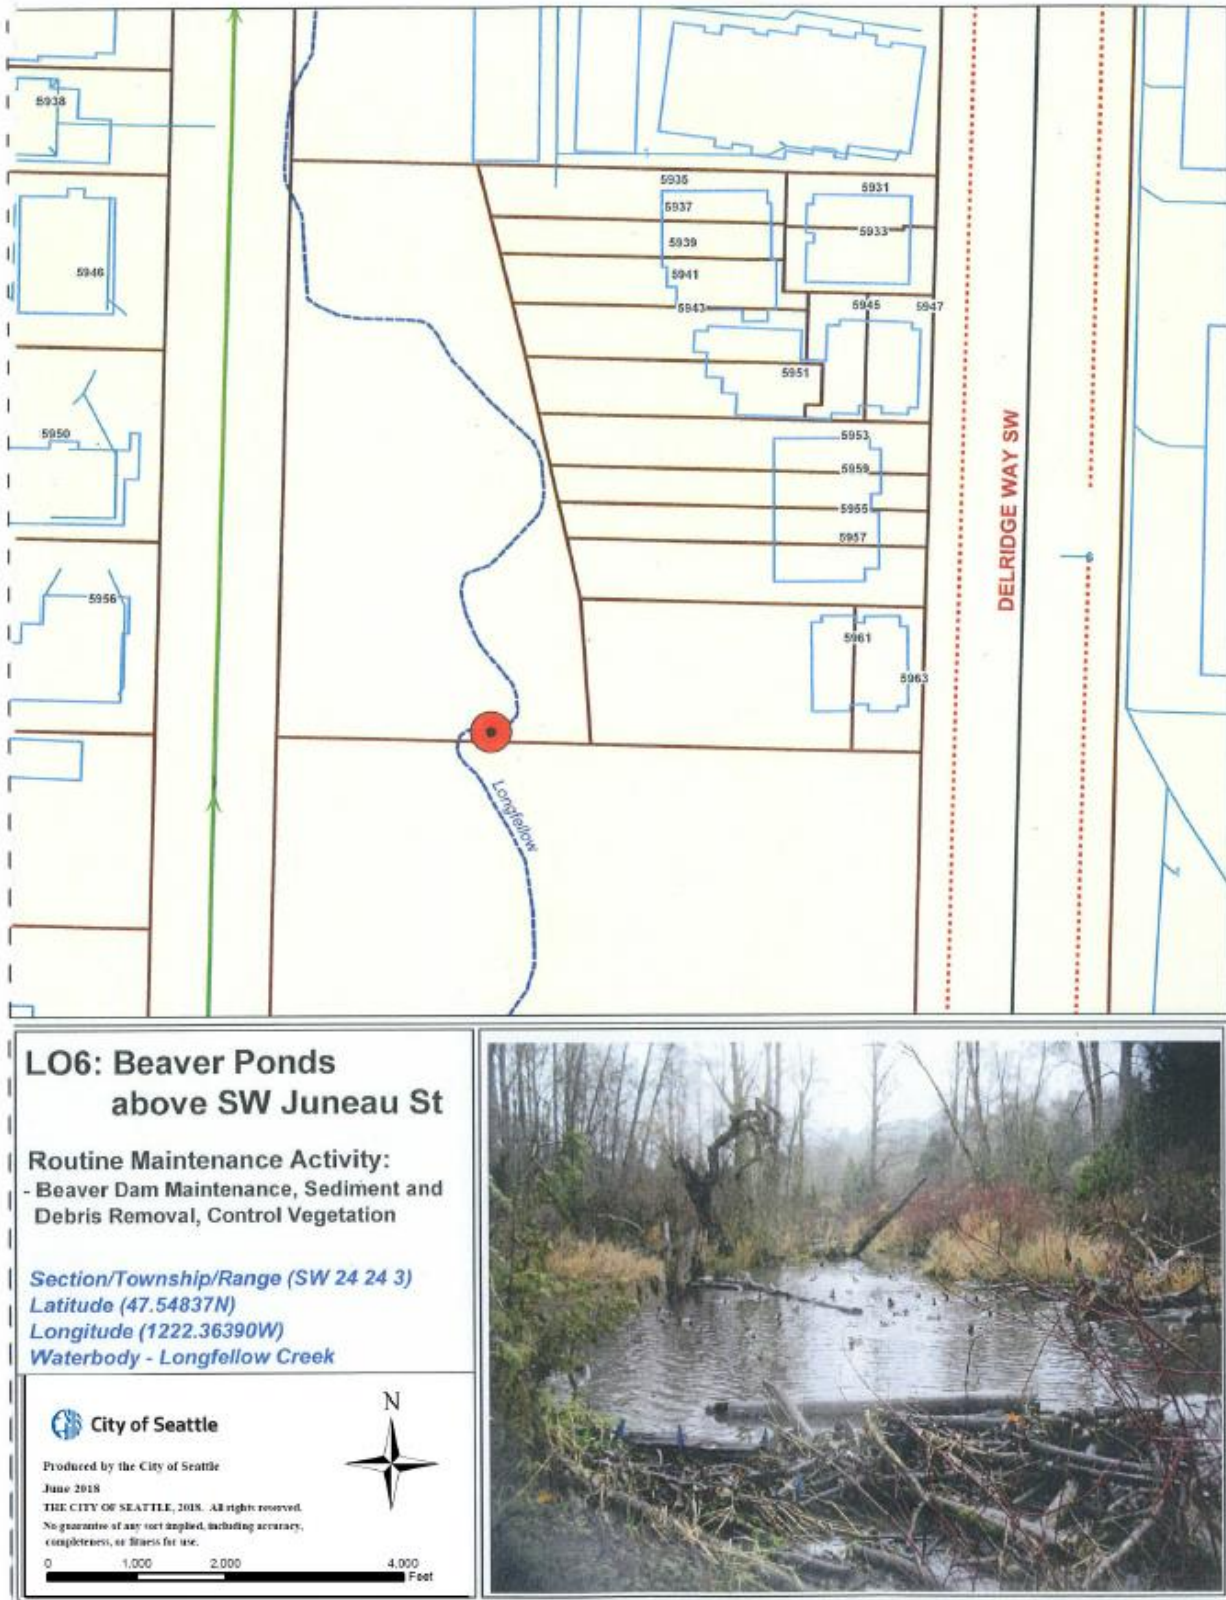 5938
5935
5931
5937
5933
5939
5946
5941
5943
5945
5947
5951
5950
5953
5959
5955
5957
DELRIDGE WAY SW
5956
5961
5963
Longfellow
LO6: Beaver Ponds
above SW Juneau St
Routine Maintenance Activity:
- Beaver Dam Maintenance, Sediment and
Debris Removal, Control Vegetation
Section/Township/Range (SW 24 24 3)
Latitude (47.54837N)
Longitude (1222.36390W)
Waterbody - Longfellow Creek
N
City of Seattle
Produced by the City of Seattle
June 2018
THE CITY OF SEATTLE, 2018. All rights reserved.
No guarantee of any sort implied, including accuracy,
completeness, or fitness for use.
0 1,000 2,000 4,000
Feet